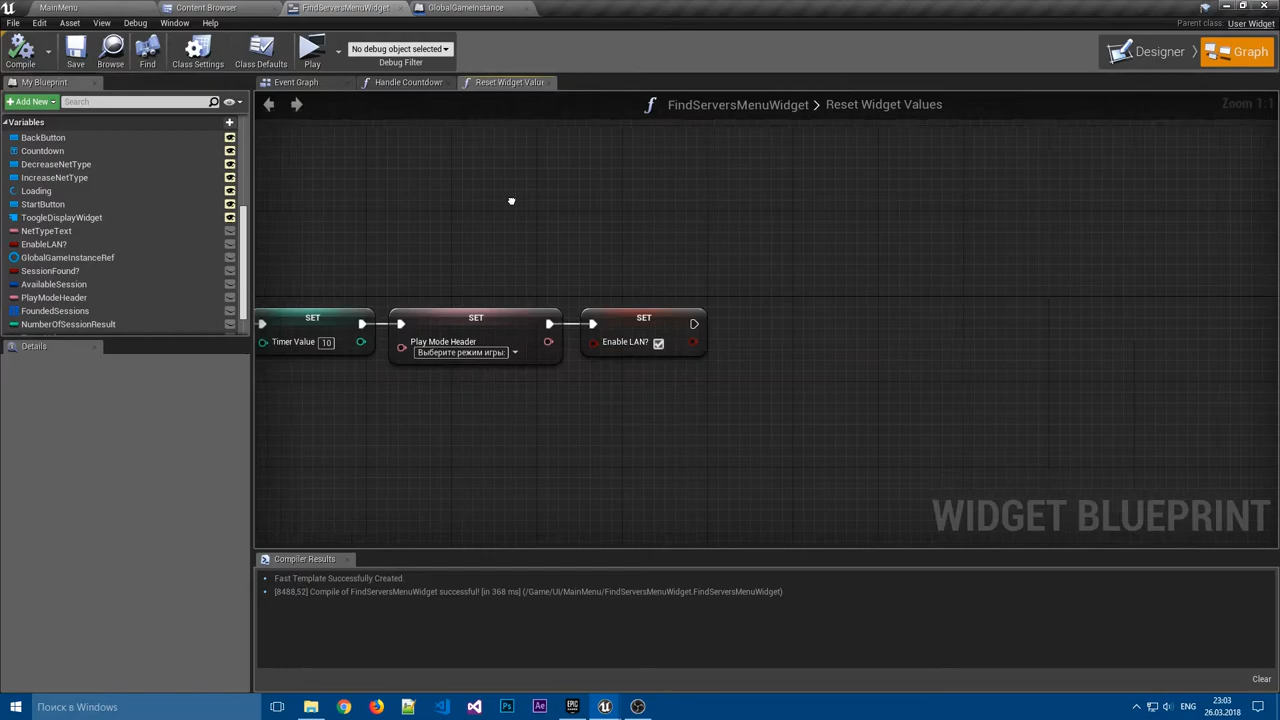 MainMenu
Content Browser
FindServersMenuWidget
GlobalGameInstance
File Edit Asset View Debug Window Help
Parent class: User Widget
Compile
Save
Browse
Find
Class Settings
Class Defaults
Play
No debug object selected
Debug Filter
Designer
Graph
My Blueprint
Event Graph
Handle Countdown
Reset Widget Value
Add New
Search
FindServersMenuWidget > Reset Widget Values
Zoom 1:1
Variables
BackButton
Countdown
DecreaseNetType
IncreaseNetType
Loading
StartButton
ToogleDisplayWidget
NetTypeText
EnableLAN?
GlobalGameInstanceRef
SessionFound?
AvailableSession
PlayModeHeader
FoundedSessions
NumberOfSessionResult
Details
SET
Timer Value 10
SET
Play Mode Header
Выберите режим игры:
SET
Enable LAN?
WIDGET BLUEPRINT
Compiler Results
Fast Template Successfully Created.
[8488,52] Compile of FindServersMenuWidget successful! [in 368 ms] (/Game/UI/MainMenu/FindServersMenuWidget.FindServersMenuWidget)
Clear
Поиск в Windows
Ps
Ae
EPIC
ENG
23:03
26.03.2018